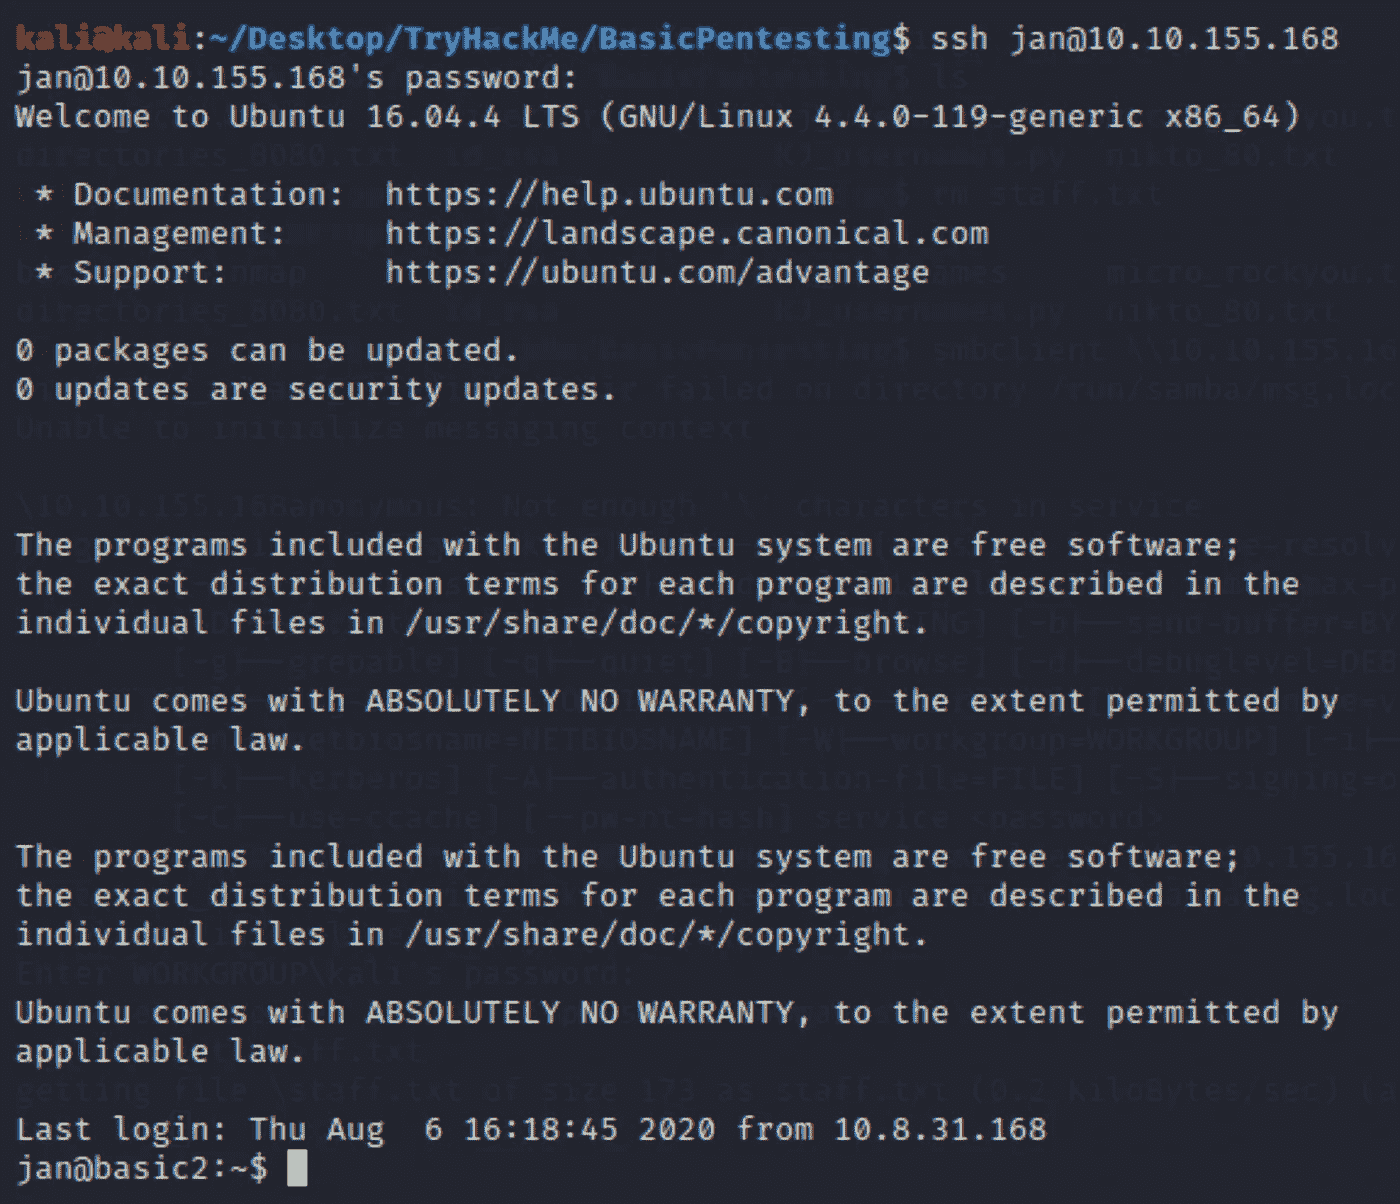 kali@kali:~/Desktop/TryHackMe/BasicPentesting$ ssh jan@10.10.155.168
jan@10.10.155.168's password:
Welcome to Ubuntu 16.04.4 LTS (GNU/Linux 4.4.0-119-generic x86_64)
* Documentation:  https://help.ubuntu.com
* Management:     https://landscape.canonical.com
* Support:        https://ubuntu.com/advantage
0 packages can be updated.
0 updates are security updates.
Unable to initialize messaging context
The programs included with the Ubuntu system are free software;
the exact distribution terms for each program are described in the
individual files in /usr/share/doc/*/copyright.
Ubuntu comes with ABSOLUTELY NO WARRANTY, to the extent permitted by
applicable law.
The programs included with the Ubuntu system are free software;
the exact distribution terms for each program are described in the
individual files in /usr/share/doc/*/copyright.
Ubuntu comes with ABSOLUTELY NO WARRANTY, to the extent permitted by
applicable law.
Last login: Thu Aug  6 16:18:45 2020 from 10.8.31.168
jan@basic2:~$